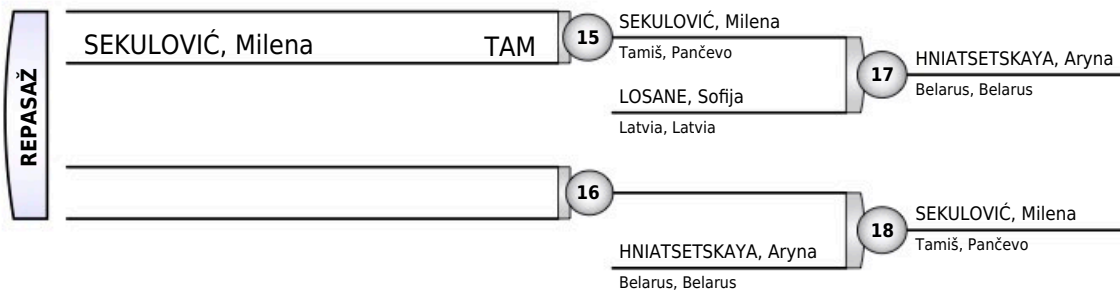 REPASAŽ
SEKULOVIĆ, Milena TAM
15
SEKULOVIĆ, Milena
Tamiš, Pančevo
LOSANE, Sofija
Latvia, Latvia
17
HNIATSETSKAYA, Aryna
Belarus, Belarus
16
HNIATSETSKAYA, Aryna
Belarus, Belarus
18
SEKULOVIĆ, Milena
Tamiš, Pančevo